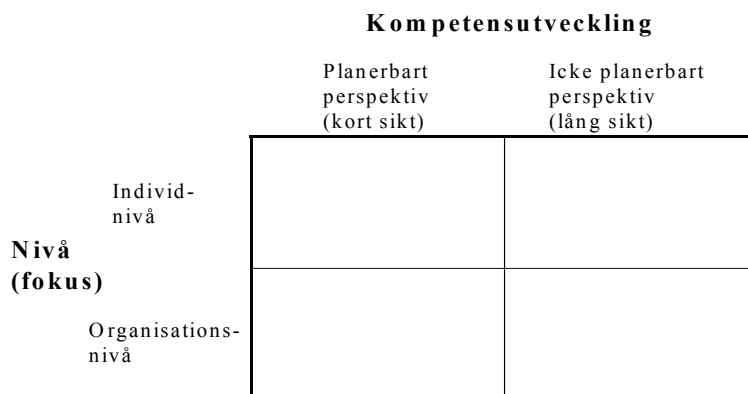 Kompetensutveckling
Planerbart
perspektiv
(kort sikt)
Icke planerbart
perspektiv
(lång sikt)
Individ-
nivå
Nivå
(fokus)
Organisations-
nivå